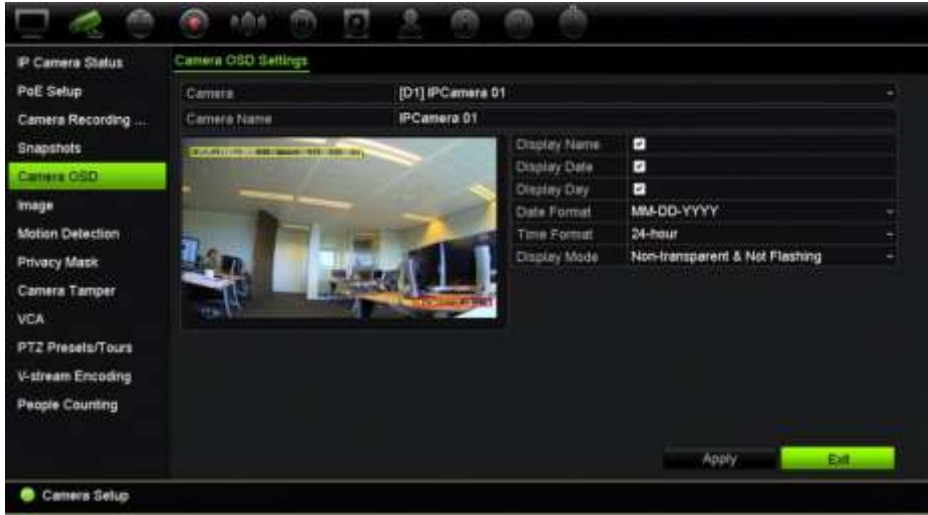 IP Camera Status
PoE Setup
Camera Recording ...
Snapshots
Camera OSD
Image
Motion Detection
Privacy Mask
Camera Tamper
VCA
PTZ Presets/Tours
V-stream Encoding
People Counting
Camera OSD Settings
Camera [D1] IPCamera 01
Camera Name IPCamera 01
Display Name
Display Date
Display Day
Date Format MM-DD-YYYY
Time Format 24-hour
Display Mode Non-transparent & Not Flashing
Apply Exit
Camera Setup